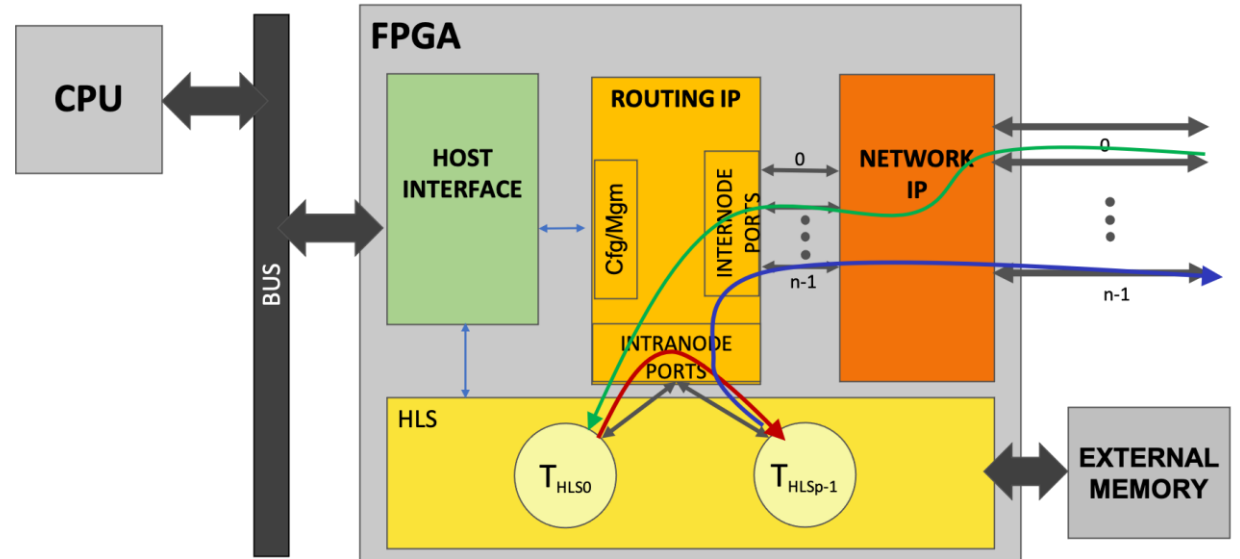 FPGA
CPU
BUS
HOST
INTERFACE
ROUTING IP
Cfg/Mgm
INTERNODE
PORTS
INTRANODE
PORTS
0
n-1
NETWORK
IP
0
n-1
HLS
THLS0
THLSp-1
EXTERNAL
MEMORY